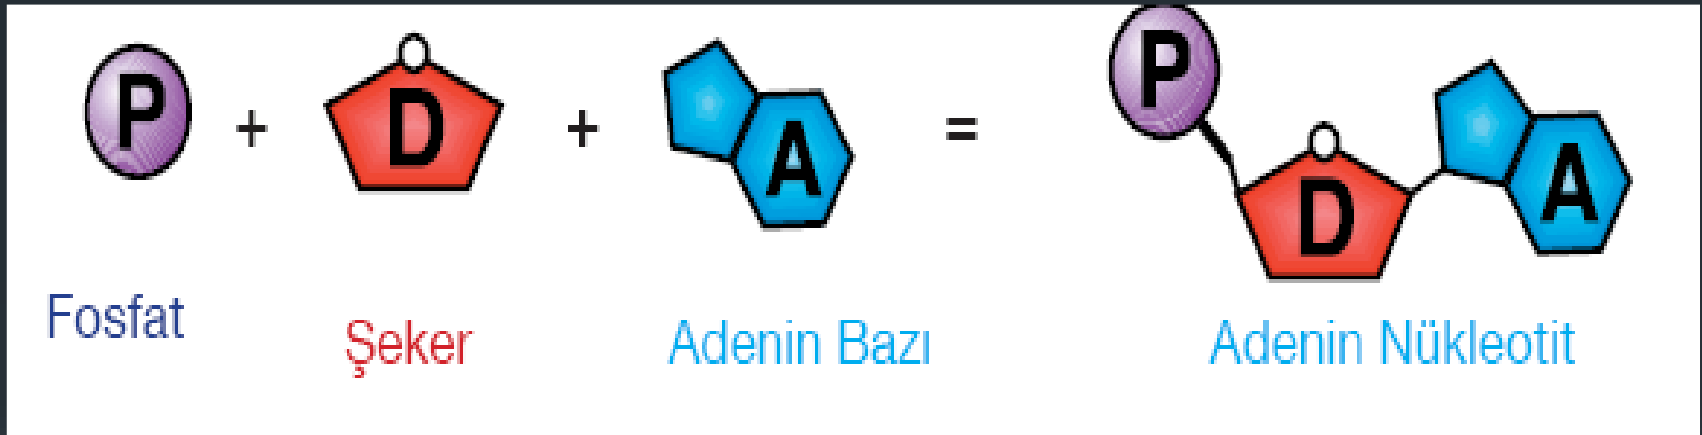 P + D + A = P D A
Fosfat Şeker Adenin Bazı Adenin Nükleotit